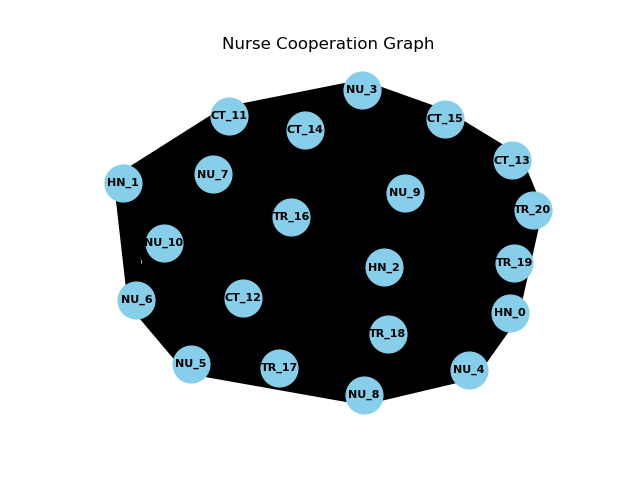 Nurse Cooperation Graph
NU_3
CT_11
CT_15
CT_14
CT_13
NU_7
HN_1
NU_9
TR_20
TR_16
NU_10
TR_19
HN_2
CT_12
NU_6
HN_0
TR_18
NU_5
TR_17
NU_4
NU_8